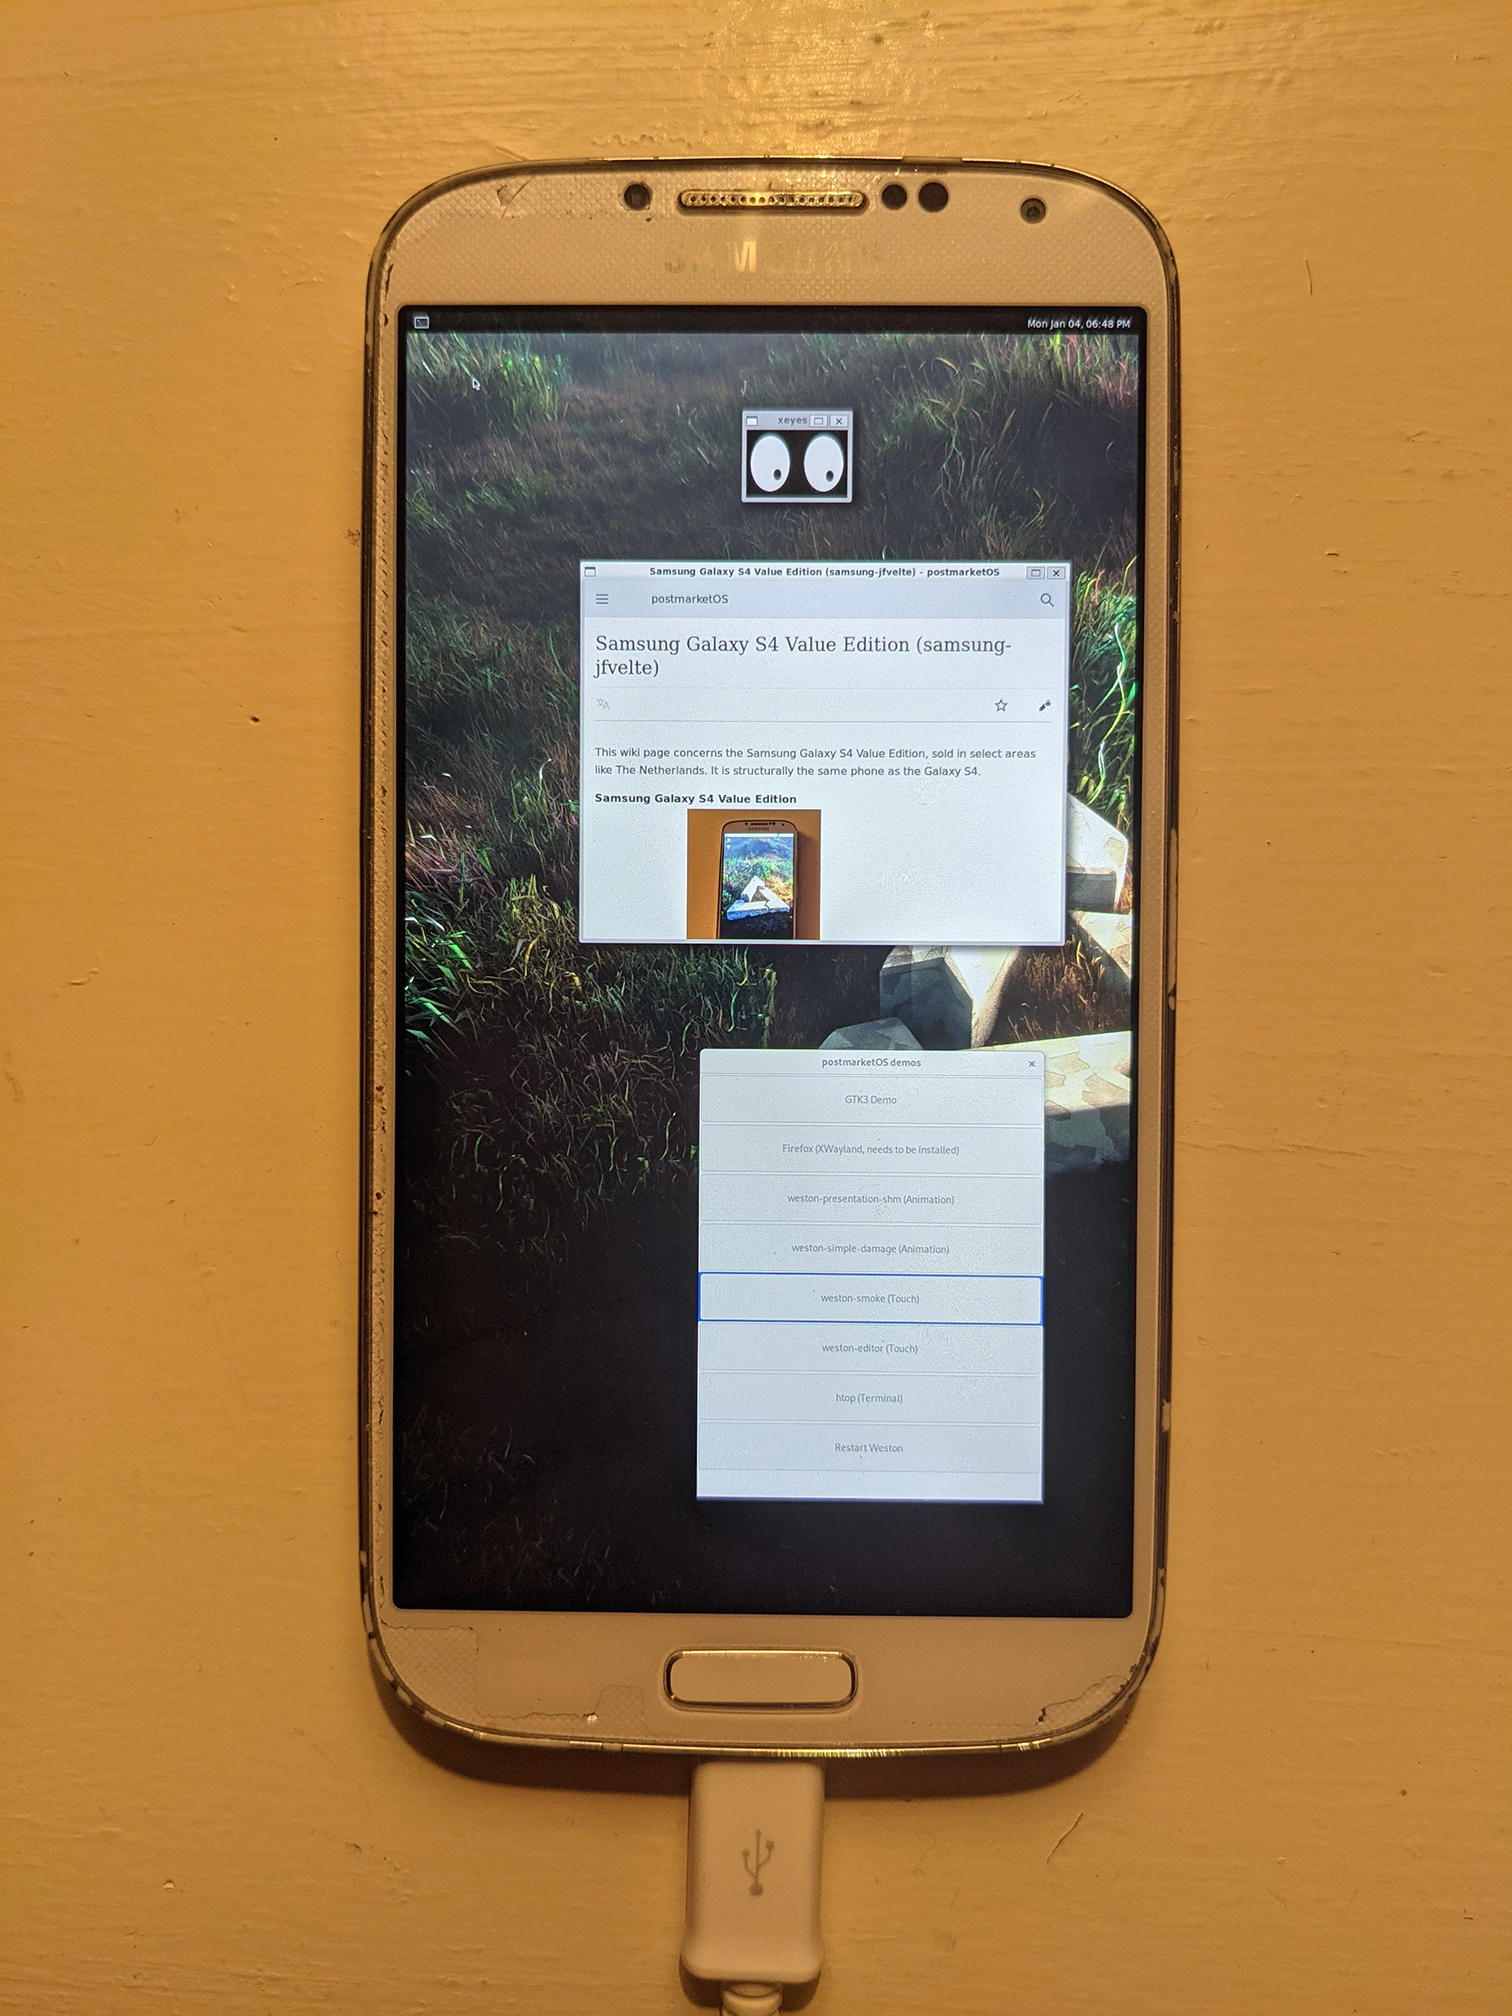 SAMSUNG
Mon Jan 04, 06:48 PM
xeyes
Samsung Galaxy S4 Value Edition (samsung-jfvelte) - postmarketOS
postmarketOS
Samsung Galaxy S4 Value Edition (samsung-
jfvelte)
This wiki page concerns the Samsung Galaxy S4 Value Edition, sold in select areas
like The Netherlands. It is structurally the same phone as the Galaxy S4.
Samsung Galaxy S4 Value Edition
postmarketOS demos
GTK3 Demo
Firefox (XWayland, needs to be installed)
weston-presentation-shm (Animation)
weston-simple-damage (Animation)
weston-smoke (Touch)
weston-editor (Touch)
htop (Terminal)
Restart Weston